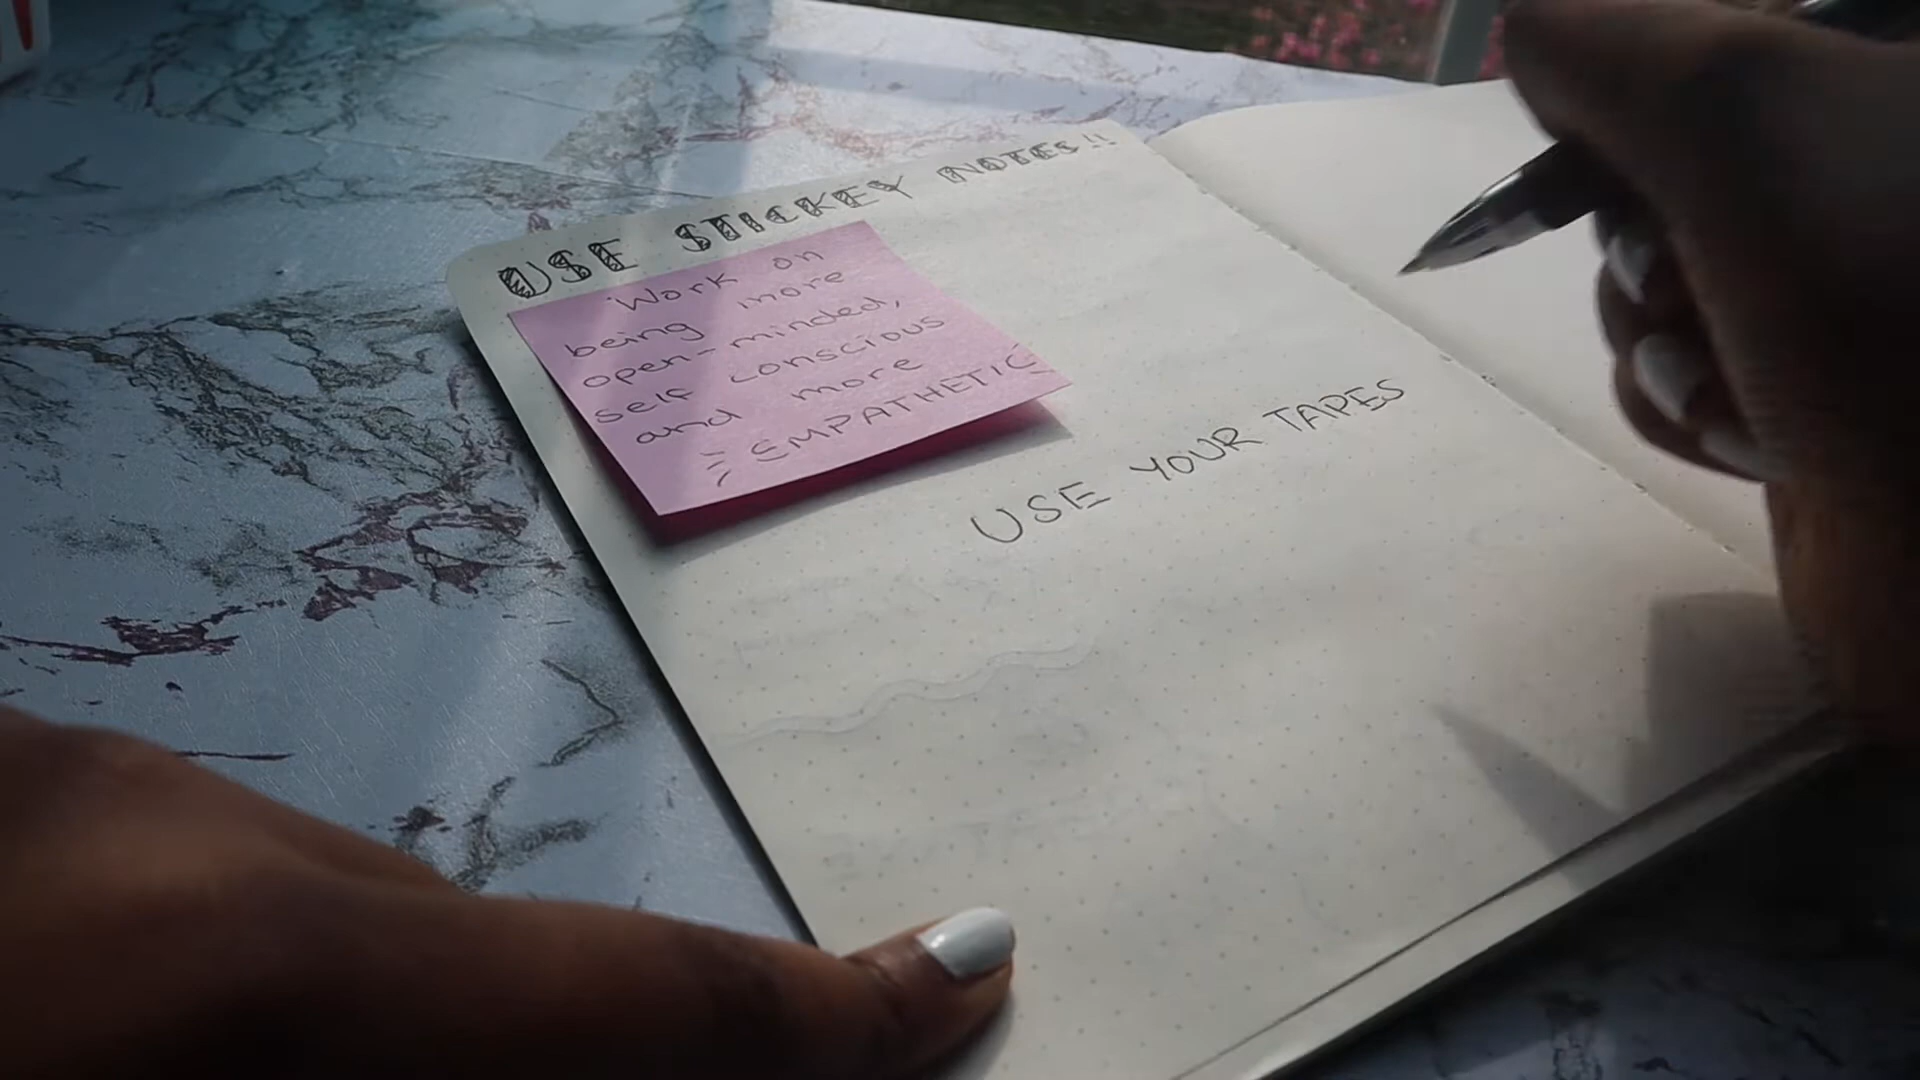 USE STICKEY NOTES!!
Work on
being more
open-minded,
self conscious
and more
EMPATHETIC
USE YOUR TAPES